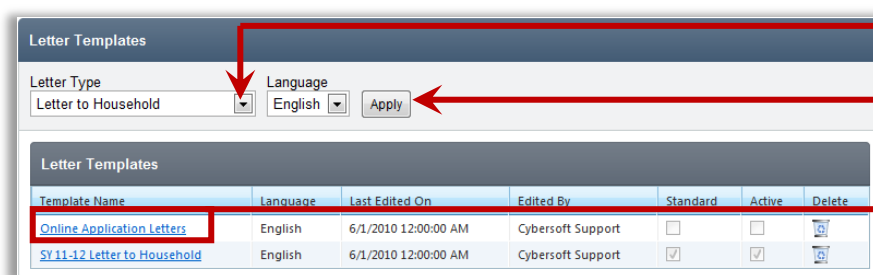 Letter Templates
Letter Type Language
Letter to Household English Apply
Letter Templates
Template Name Language Last Edited On Edited By Standard Active Delete
Online Application Letters English 6/1/2010 12:00:00 AM Cybersoft Support
SY 11-12 Letter to Household English 6/1/2010 12:00:00 AM Cybersoft Support